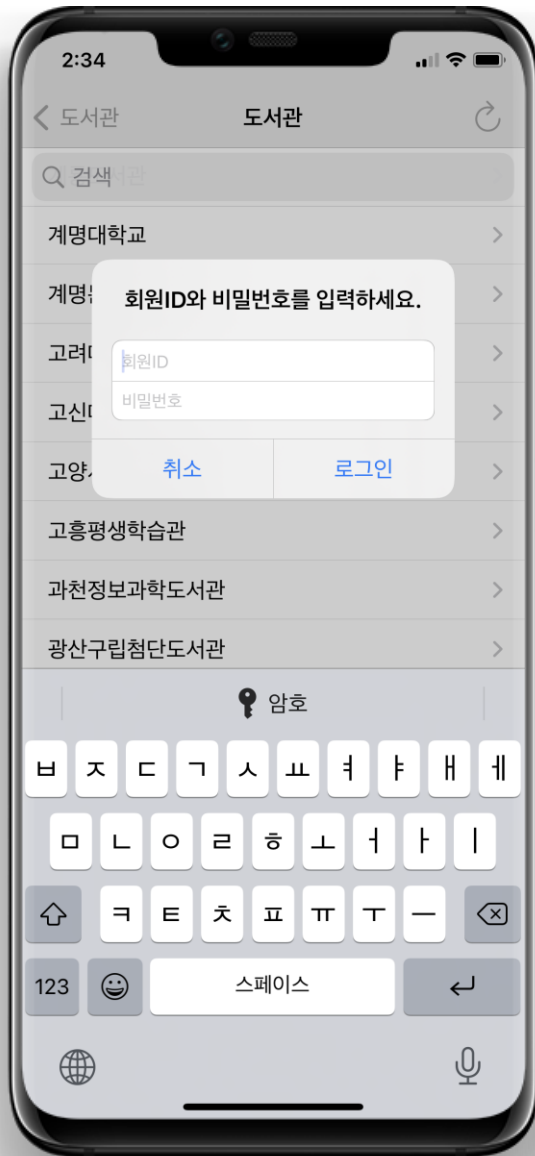 2:34
도서관
도서관
검색
계명대학교
계명
회원ID와 비밀번호를 입력하세요.
고려
회원ID
비밀번호
고신
고양
취소
로그인
고흥평생학습관
과천정보과학도서관
광산구립첨단도서관
암호
ㅂ ㅈ ㄷ ㄱ ㅅ ㅛ ㅕ ㅑ ㅐ ㅔ
ㅁ ㄴ ㅇ ㄹ ㅎ ㅗ ㅓ ㅏ ㅣ
ㅋ ㅌ ㅊ ㅍ ㅠ ㅜ ㅡ
123
스페이스